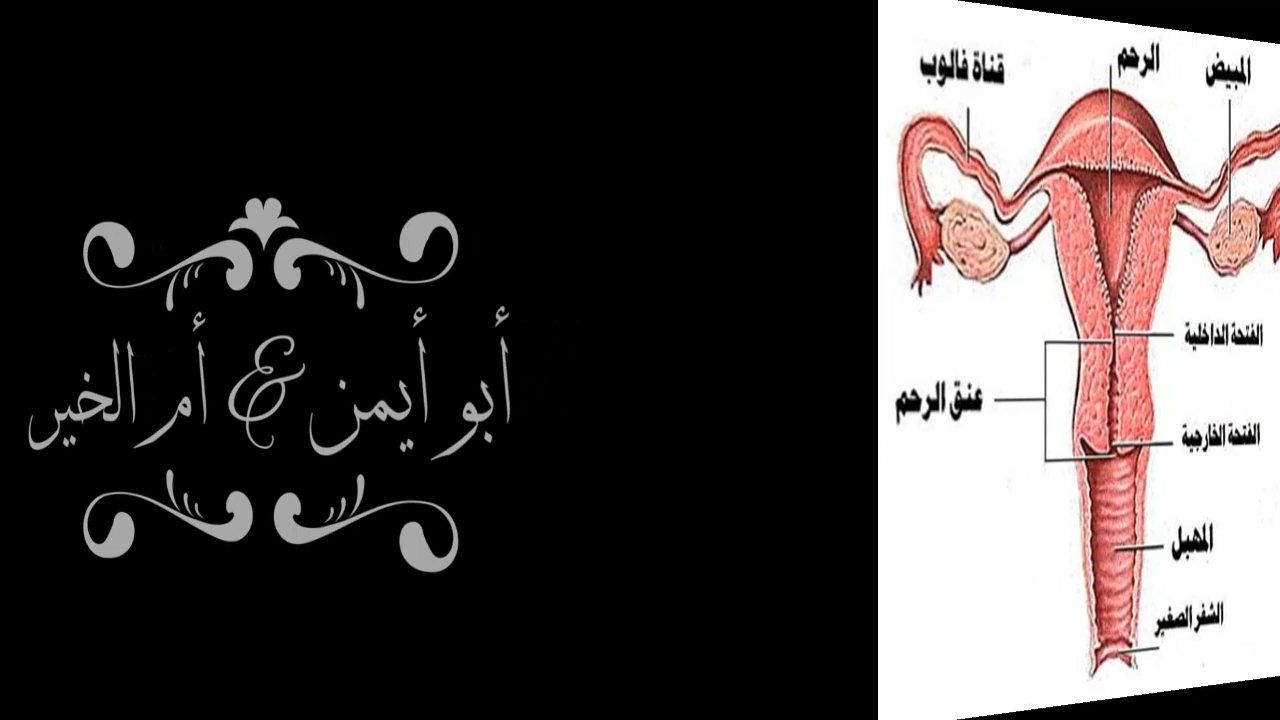 أبو أيمن & أم الخير
قناة فالوب
الرحم
المبيض
الفتحة الداخلية
عنق الرحم
الفتحة الخارجية
المهبل
الشفر الصغير